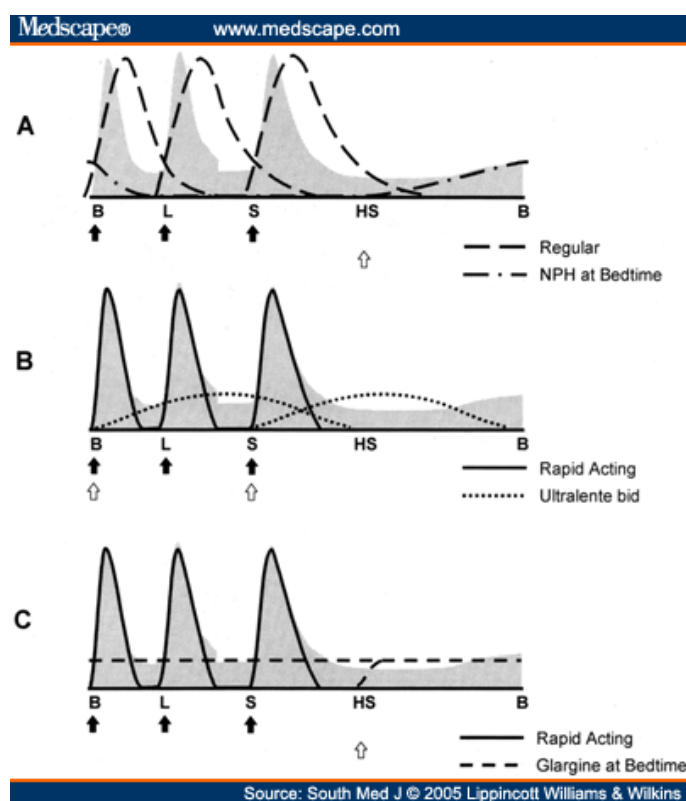 Medscape® www.medscape.com
A
B L S HS B
Regular
NPH at Bedtime
B
B L S HS B
Rapid Acting
Ultralente bid
C
B L S HS B
Rapid Acting
Glargine at Bedtime
Source: South Med J © 2005 Lippincott Williams & Wilkins